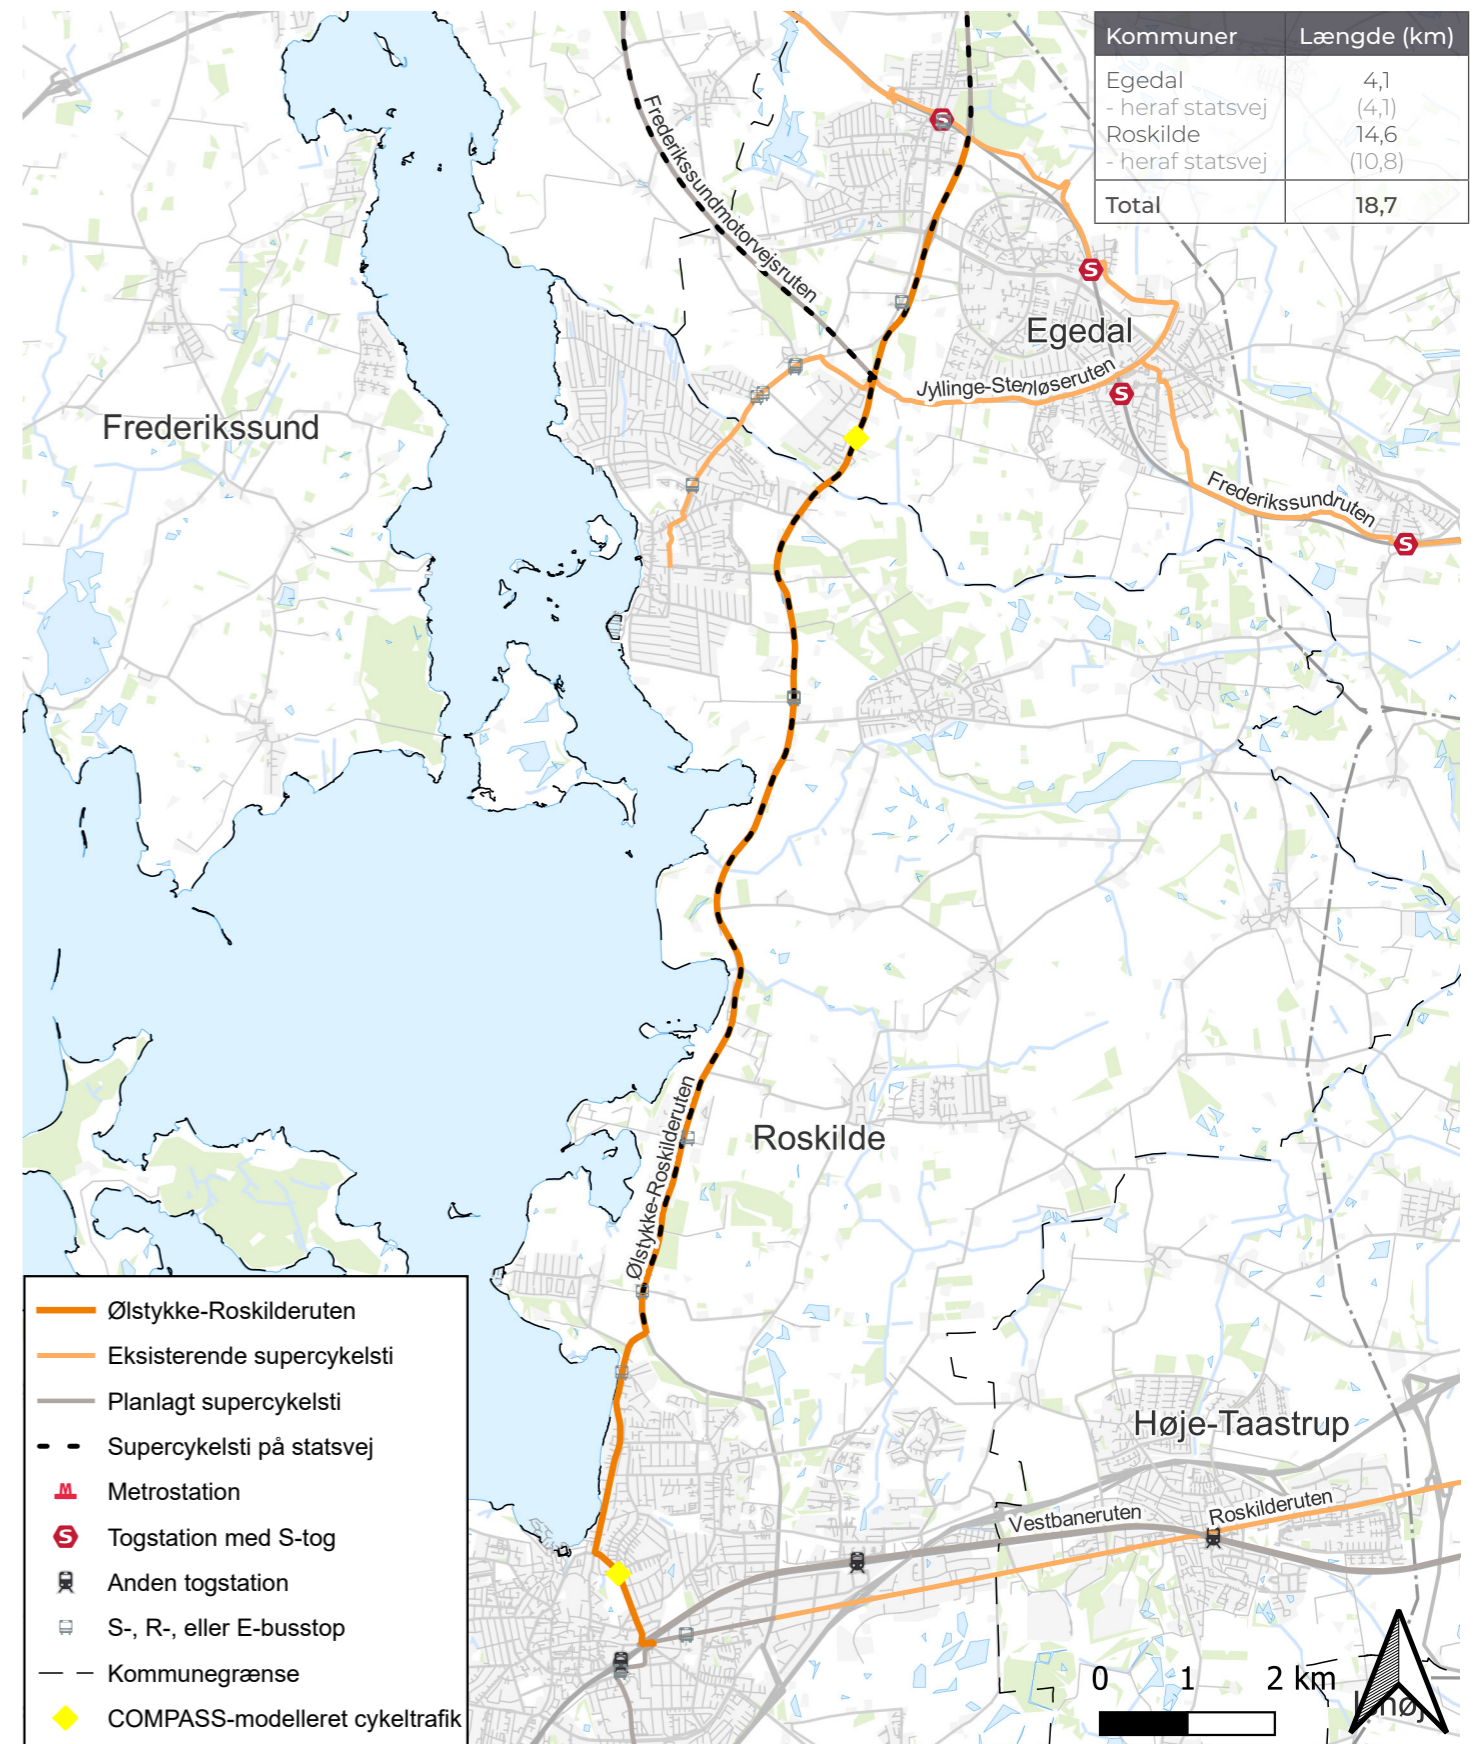 Kommuner Længde (km)
Egedal 4,1
- heraf statsvej (4,1)
Roskilde 14,6
- heraf statsvej (10,8)
Total 18,7
Frederikssundmotorvejsruten
Egedal
Jyllinge-Stenløseruten
Frederikssund
Frederikssundruten
Roskilde
Ølstykke-Roskilderuten
Høje-Taastrup
Vestbaneruten
Roskilderuten
Ølstykke-Roskilderuten
Eksisterende supercykelsti
Planlagt supercykelsti
Supercykelsti på statsvej
M Metrostation
S Togstation med S-tog
Anden togstation
S-, R-, eller E-busstop
Kommunegrænse
COMPASS-modelleret cykeltrafik
0 1 2 km